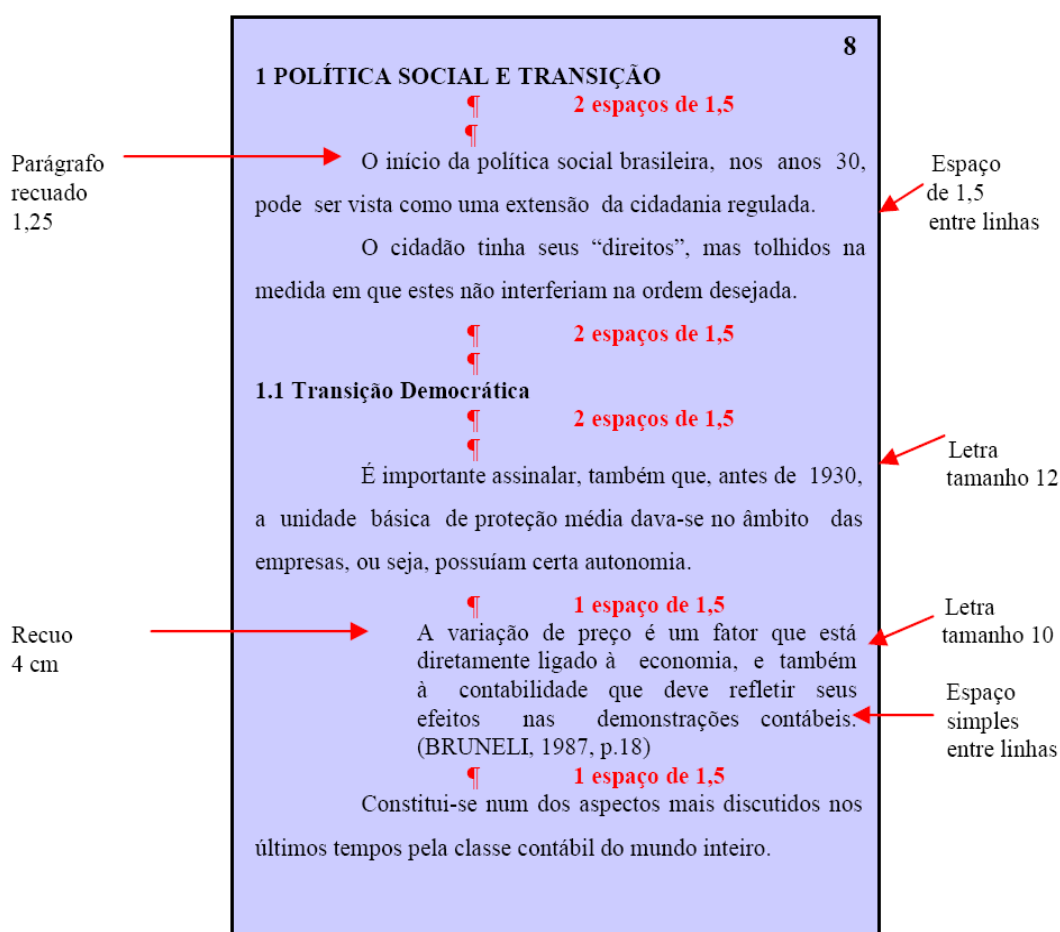 8
1 POLÍTICA SOCIAL E TRANSIÇÃO
¶ 2 espaços de 1,5
¶
Parágrafo
recuado
1,25
O início da política social brasileira, nos anos 30,
pode ser vista como uma extensão da cidadania regulada.
Espaço
de 1,5
entre linhas
O cidadão tinha seus “direitos”, mas tolhidos na
medida em que estes não interferiam na ordem desejada.
¶ 2 espaços de 1,5
¶
1.1 Transição Democrática
¶ 2 espaços de 1,5
¶
Letra
tamanho 12
É importante assinalar, também que, antes de 1930,
a unidade básica de proteção média dava-se no âmbito das
empresas, ou seja, possuíam certa autonomia.
¶ 1 espaço de 1,5
Recuo
4 cm
A variação de preço é um fator que está
diretamente ligado à economia, e também
à contabilidade que deve refletir seus
efeitos nas demonstrações contábeis.
(BRUNELI, 1987, p.18)
Letra
tamanho 10
Espaço
simples
entre linhas
¶ 1 espaço de 1,5
Constitui-se num dos aspectos mais discutidos nos
últimos tempos pela classe contábil do mundo inteiro.